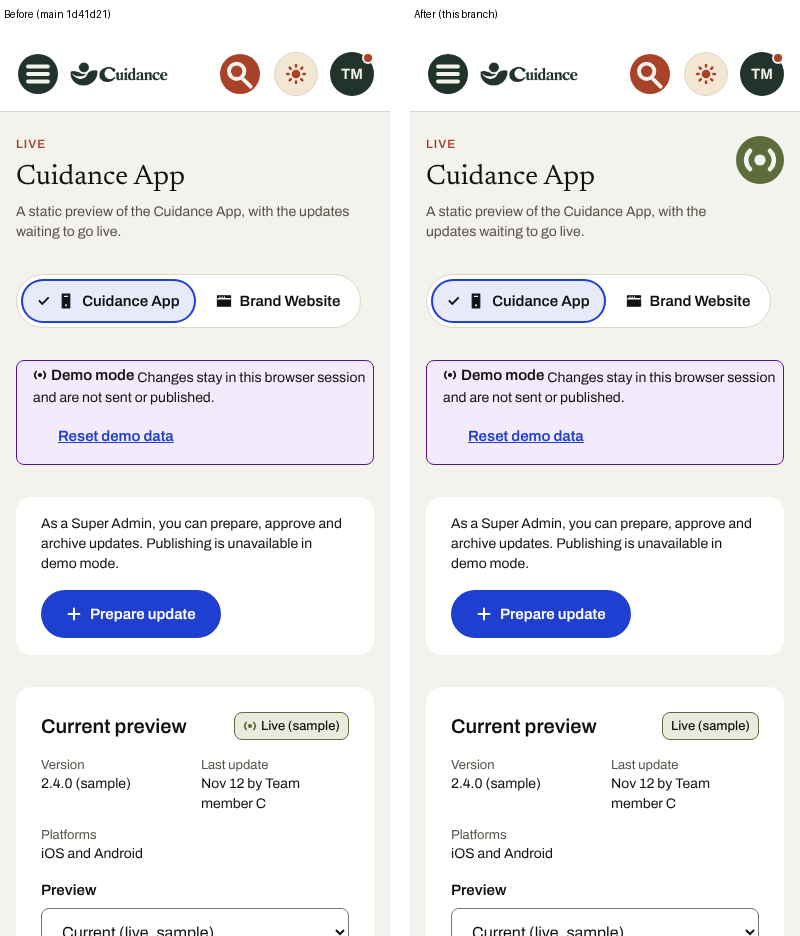 Before (main 1d41d21)
Cuidance
TM
LIVE
Cuidance App
A static preview of the Cuidance App, with the updates
waiting to go live.
Cuidance App
Brand Website
Demo mode Changes stay in this browser session
and are not sent or published.
Reset demo data
As a Super Admin, you can prepare, approve and
archive updates. Publishing is unavailable in
demo mode.
Prepare update
Current preview
Live (sample)
Version
Last update
2.4.0 (sample)
Nov 12 by Team
member C
Platforms
iOS and Android
Preview
Current (live, sample)
After (this branch)
Cuidance
TM
LIVE
Cuidance App
A static preview of the Cuidance App, with the
updates waiting to go live.
Cuidance App
Brand Website
Demo mode Changes stay in this browser session
and are not sent or published.
Reset demo data
As a Super Admin, you can prepare, approve and
archive updates. Publishing is unavailable in
demo mode.
Prepare update
Current preview
Live (sample)
Version
Last update
2.4.0 (sample)
Nov 12 by Team
member C
Platforms
iOS and Android
Preview
Current (live, sample)